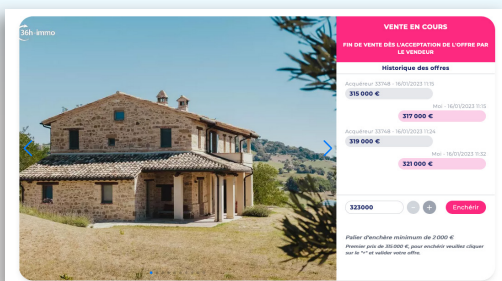 36h-immo
VENTE EN COURS
FIN DE VENTE DÈS L'ACCEPTATION DE L'OFFRE PAR
LE VENDEUR
Historique des offres
Acquéreur 33748 - 16/01/2023 11:15
315 000 €
Moi - 16/01/2023 11:15
317 000 €
Acquéreur 33748 - 16/01/2023 11:24
319 000 €
Moi - 16/01/2023 11:32
321 000 €
323000
−
+
Enchérir
Palier d'enchère minimum de 2 000 €
Premier prix de 315 000 €, pour enchérir veuillez cliquer
sur le "+" et valider votre offre.